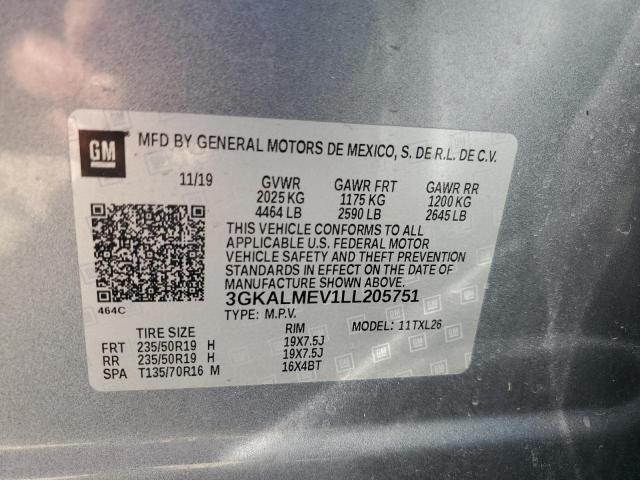 GM MFD BY GENERAL MOTORS DE MEXICO, S. DE R.L. DE C.V.
11/19 GVWR GAWR FRT GAWR RR
2025 KG 1175 KG 1200 KG
4464 LB 2590 LB 2645 LB
THIS VEHICLE CONFORMS TO ALL
APPLICABLE U.S. FEDERAL MOTOR
VEHICLE SAFETY AND THEFT PREVENTION
STANDARDS IN EFFECT ON THE DATE OF
MANUFACTURE SHOWN ABOVE.
464C
3GKALMEV1LL205751
TYPE: M.P.V. MODEL: 11TXL26
TIRE SIZE RIM
FRT 235/50R19 H 19X7.5J
RR 235/50R19 H 19X7.5J
SPA T135/70R16 M 16X4BT